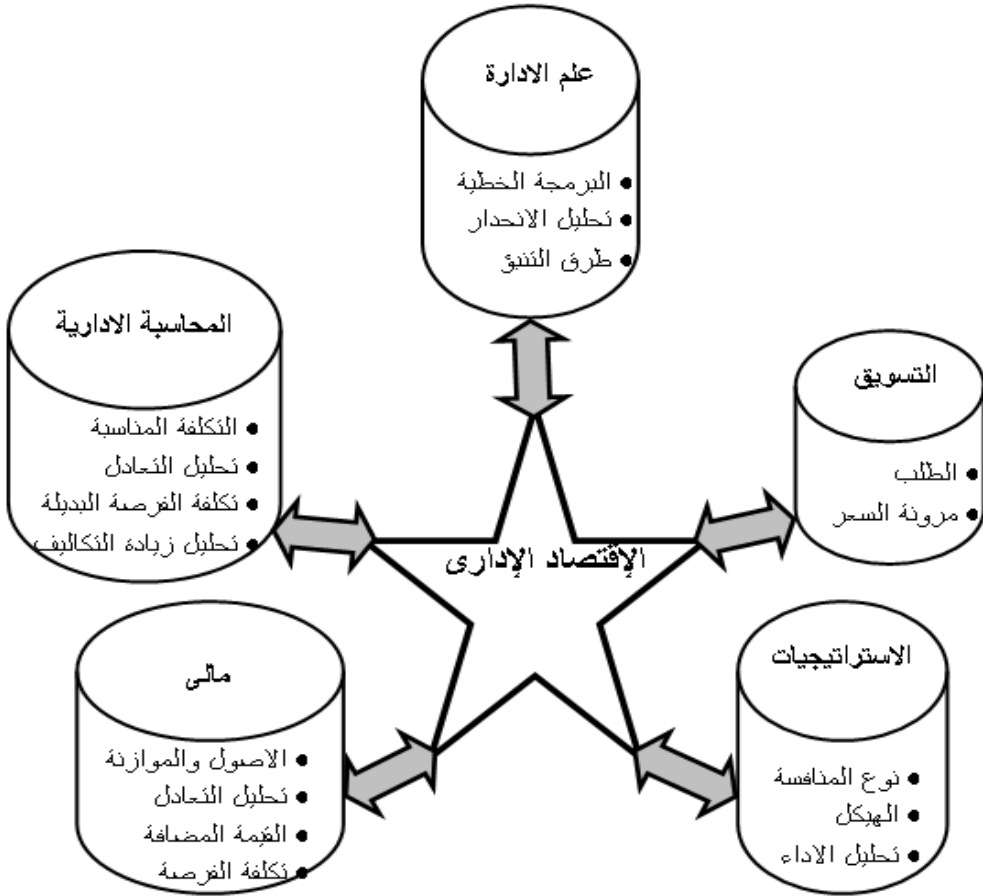 علم الادارة
البرمجة الخطية
تحليل الانحدار
طرق التنبؤ
المحاسبة الادارية
التكلفة المناسبة
تحليل التعادل
تكلفة الفرصة البديلة
تحليل زيادة التكاليف
التسويق
الطلب
مرونة السعر
الإقتصاد الإدارى
مالى
الاصول والموازنة
تحليل التعادل
القيمة المضافة
تكلفة الفرصة
الاستراتيجيات
نوع المنافسة
الهيكل
تحليل الاداء